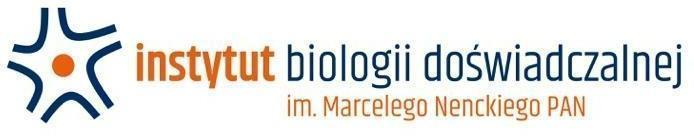 instytut biologii doświadczalnej
im. Marcelego Nenckiego PAN